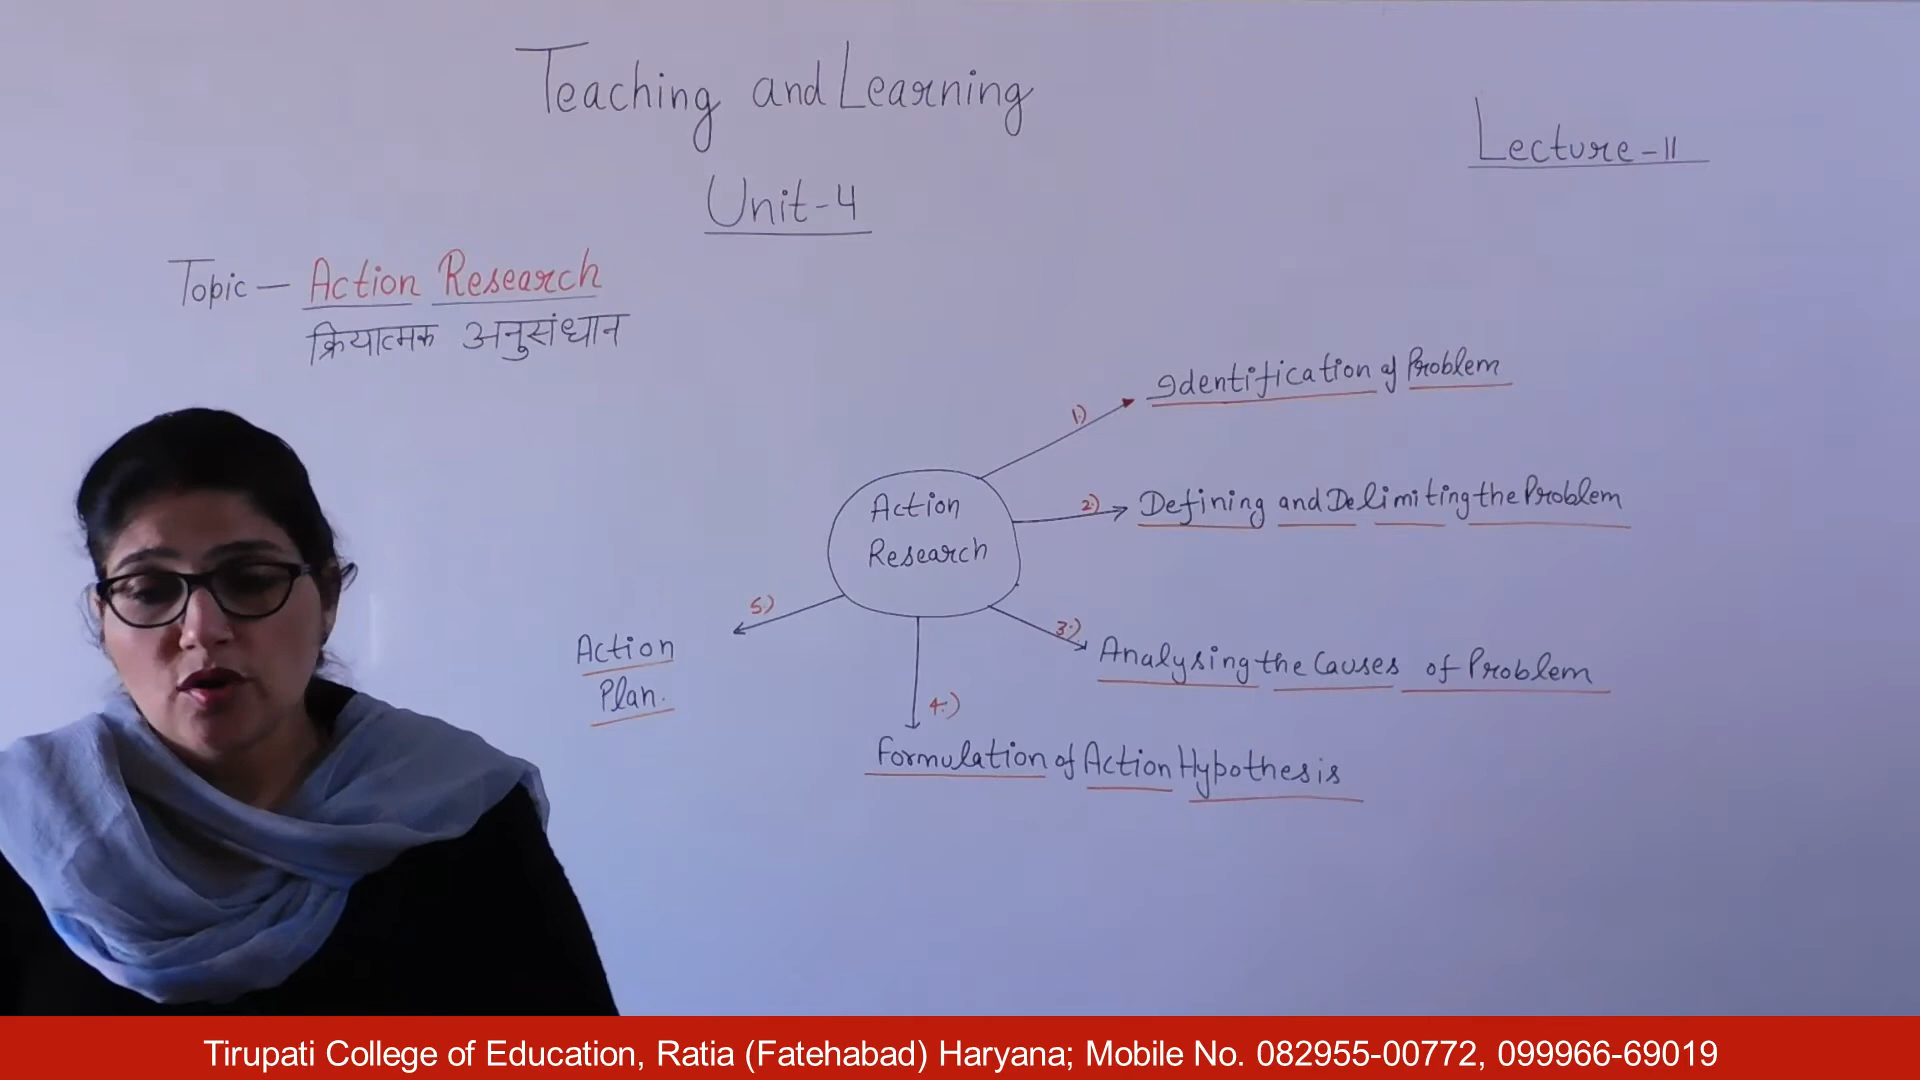 Teaching and Learning
Lecture-11
Unit-4
Topic — Action Research
क्रियात्मक अनुसंधान
1.) Identification of Problem
Action
Research
2.) Defining and Delimiting the Problem
3.) Analysing the Causes of Problem
4.) Formulation of Action Hypothesis
5.) Action
Plan.
Tirupati College of Education, Ratia (Fatehabad) Haryana; Mobile No. 082955-00772, 099966-69019